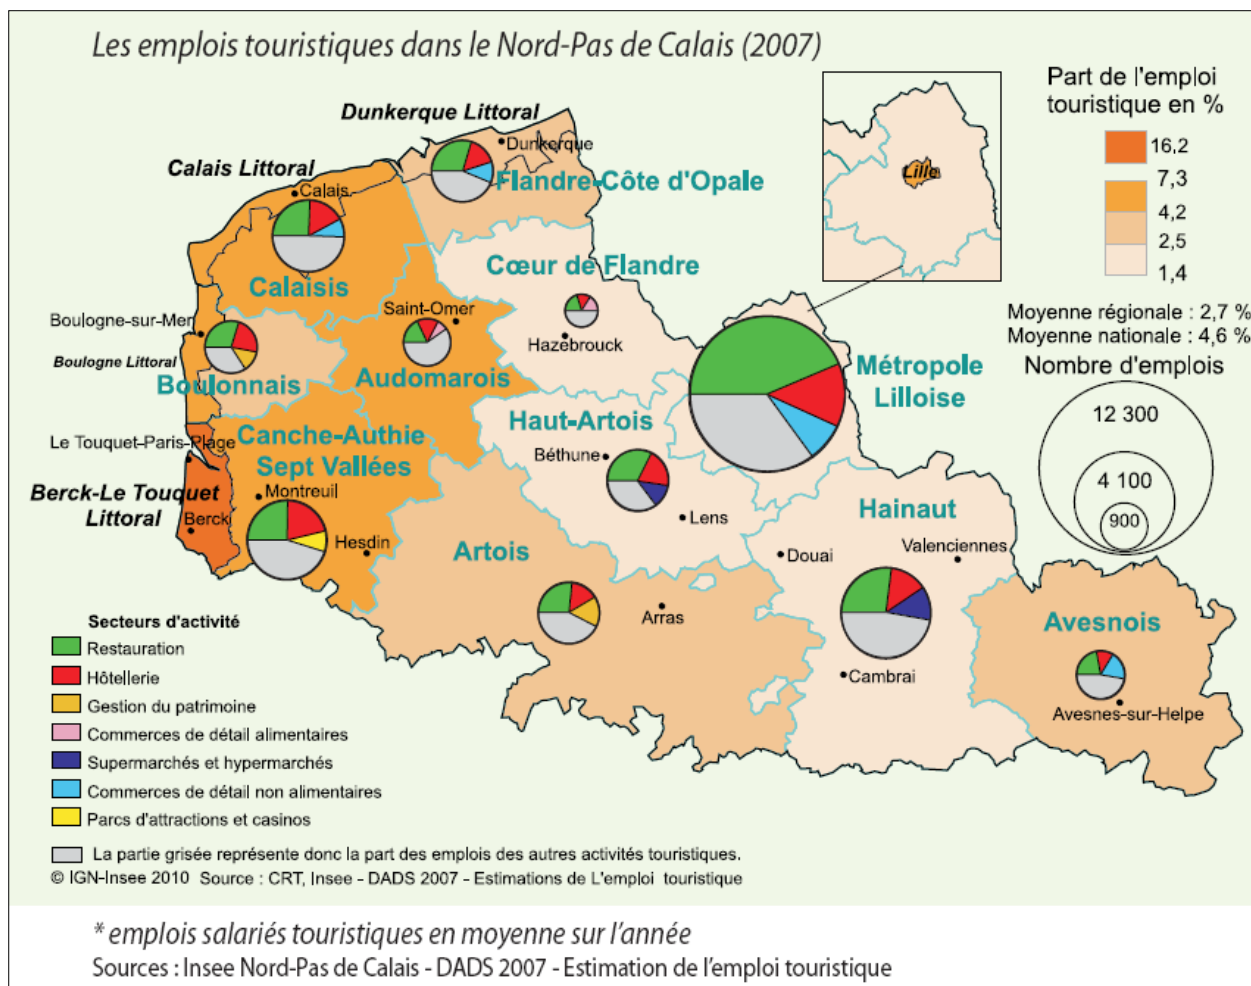 Les emplois touristiques dans le Nord-Pas de Calais (2007)
Part de l'emploi
touristique en %
16,2
7,3
4,2
2,5
1,4
Moyenne régionale : 2,7 %
Moyenne nationale : 4,6 %
Nombre d'emplois
12 300
4 100
900
Lille
Dunkerque Littoral
Dunkerque
Flandre-Côte d'Opale
Calais Littoral
Calais
Calaisis
Cœur de Flandre
Hazebrouck
Saint-Omer
Audomarois
Boulogne-sur-Mer
Boulogne Littoral
Boulonnais
Métropole
Lilloise
Haut-Artois
Béthune
Lens
Le Touquet-Paris-Plage
Canche-Authie
Sept Vallées
Berck-Le Touquet
Littoral
Montreuil
Berck
Hesdin
Artois
Arras
Hainaut
Douai
Valenciennes
Cambrai
Avesnois
Avesnes-sur-Helpe
Secteurs d'activité
Restauration
Hôtellerie
Gestion du patrimoine
Commerces de détail alimentaires
Supermarchés et hypermarchés
Commerces de détail non alimentaires
Parcs d'attractions et casinos
La partie grisée représente donc la part des emplois des autres activités touristiques.
© IGN-Insee 2010 Source : CRT, Insee - DADS 2007 - Estimations de L'emploi touristique
* emplois salariés touristiques en moyenne sur l'année
Sources : Insee Nord-Pas de Calais - DADS 2007 - Estimation de l'emploi touristique